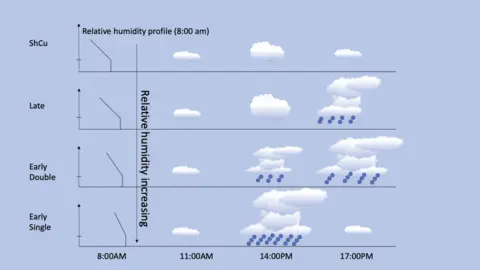 Relative humidity profile (8:00 am)
ShCu
Late
Relative humidity increasing
Early
Double
Early
Single
8:00AM 11:00AM 14:00PM 17:00PM